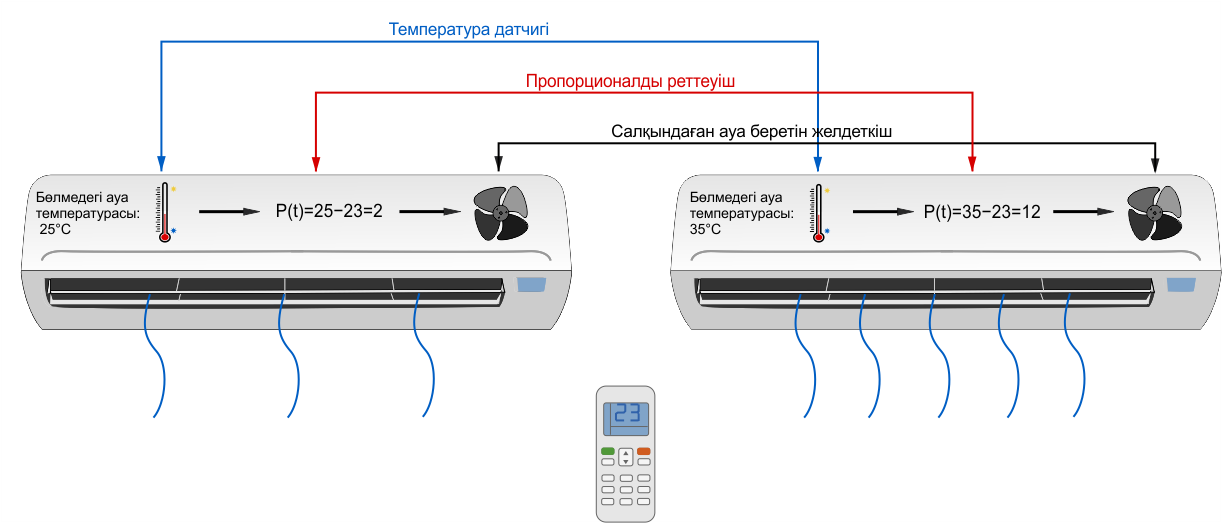 Температура датчигі
Пропорционалды реттеуіш
Салқындаған ауа беретін желдеткіш
Бөлмедегі ауа
температурасы:
25°C
P(t)=25−23=2
Бөлмедегі ауа
температурасы:
35°C
P(t)=35−23=12
23